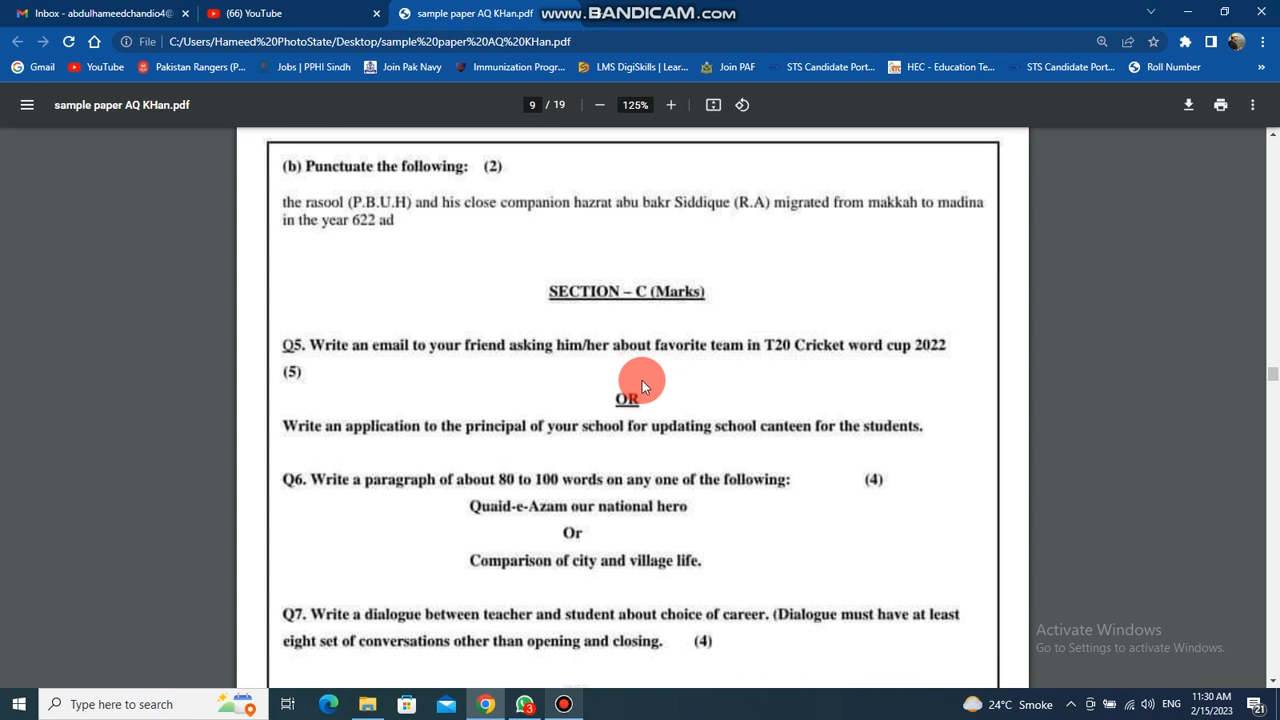 Inbox - abdulhameedchandio4@
(66) YouTube
sample paper AQ KHan.pdf
www.BANDICAM.com
File C:/Users/Hameed%20PhotoState/Desktop/sample%20paper%20AQ%20KHan.pdf
Gmail YouTube Pakistan Rangers (P... Jobs | PPHI Sindh Join Pak Navy Immunization Progr... LMS DigiSkills | Lear... Join PAF STS Candidate Port... HEC - Education Te... STS Candidate Port... Roll Number »
sample paper AQ KHan.pdf 9 / 19 125%
(b) Punctuate the following: (2)
the rasool (P.B.U.H) and his close companion hazrat abu bakr Siddique (R.A) migrated from makkah to madina
in the year 622 ad
SECTION – C (Marks)
Q5. Write an email to your friend asking him/her about favorite team in T20 Cricket word cup 2022
(5)
OR
Write an application to the principal of your school for updating school canteen for the students.
Q6. Write a paragraph of about 80 to 100 words on any one of the following: (4)
Quaid-e-Azam our national hero
Or
Comparison of city and village life.
Q7. Write a dialogue between teacher and student about choice of career. (Dialogue must have at least
eight set of conversations other than opening and closing. (4)
Activate Windows
Go to Settings to activate Windows.
Type here to search
3
24°C Smoke
ENG
11:30 AM
2/15/2023
21